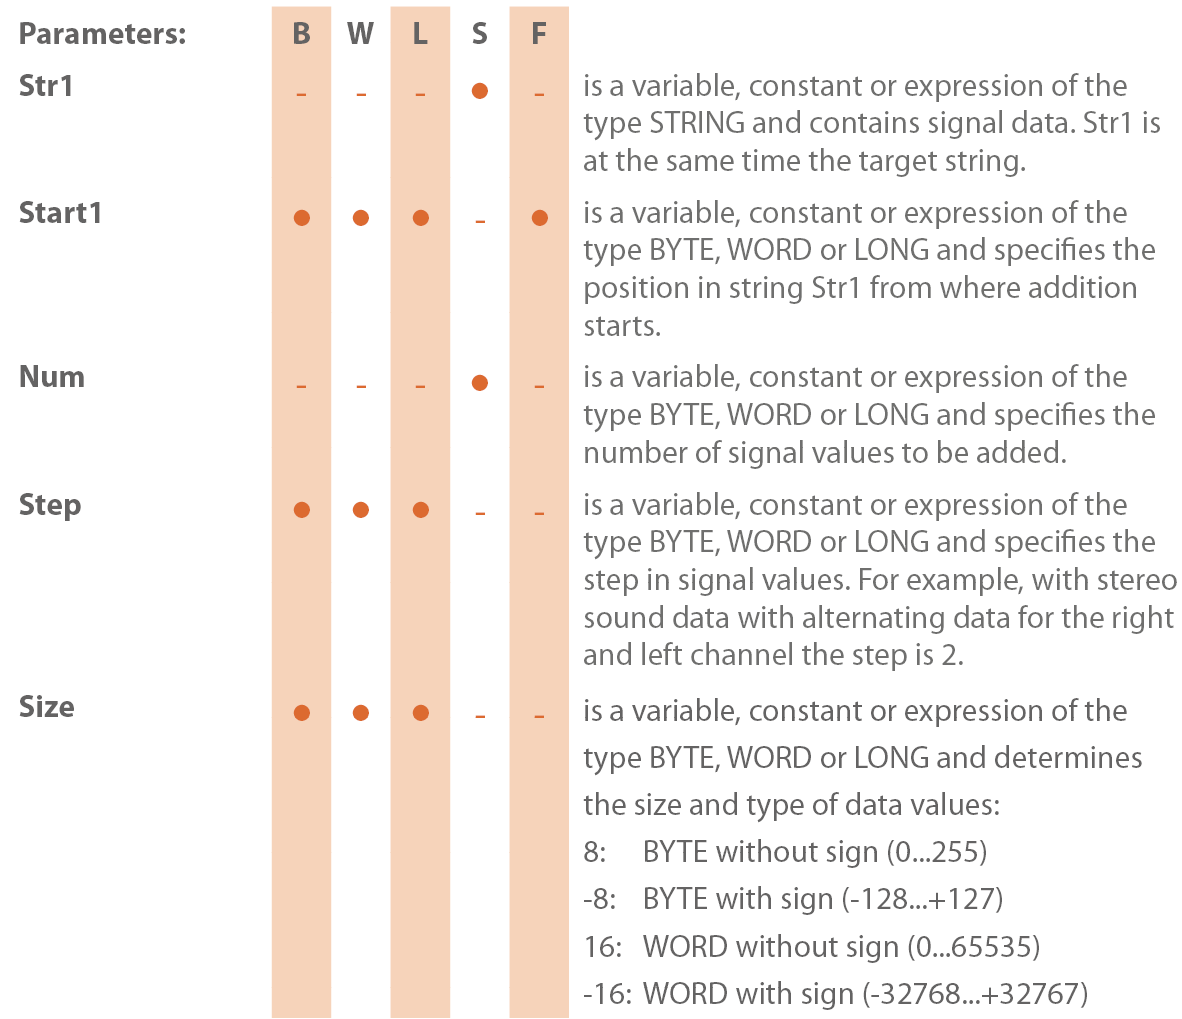 Parameters: B W L S F
Str1 - - - ● - is a variable, constant or expression of the
type STRING and contains signal data. Str1 is
at the same time the target string.
Start1 ● ● ● - ● is a variable, constant or expression of the
type BYTE, WORD or LONG and specifies the
position in string Str1 from where addition
starts.
Num - - - ● - is a variable, constant or expression of the
type BYTE, WORD or LONG and specifies the
number of signal values to be added.
Step ● ● ● - - is a variable, constant or expression of the
type BYTE, WORD or LONG and specifies the
step in signal values. For example, with stereo
sound data with alternating data for the right
and left channel the step is 2.
Size ● ● ● - - is a variable, constant or expression of the
type BYTE, WORD or LONG and determines
the size and type of data values:
8: BYTE without sign (0...255)
-8: BYTE with sign (-128...+127)
16: WORD without sign (0...65535)
-16: WORD with sign (-32768...+32767)